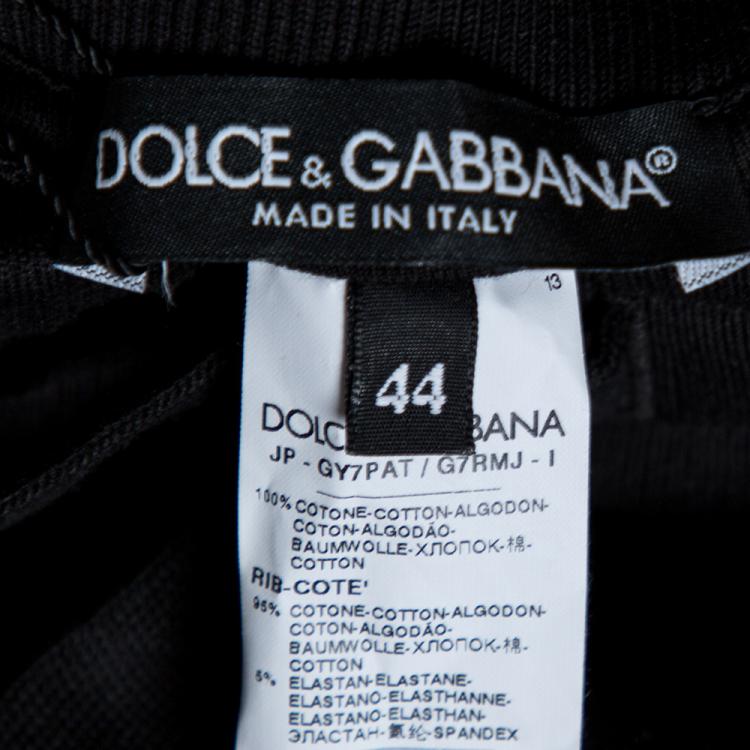 DOLCE & GABBANA®
MADE IN ITALY
13
44
DOLC BANA
JP - GY7PAT / G7RMJ - I
100% COTONE-COTTON-ALGODON-
COTON-ALGODÃO-
BAUMWOLLE-ХЛОПОК-棉-
COTTON
RIB-COTE'
95% COTONE-COTTON-ALGODON-
COTON-ALGODÃO-
BAUMWOLLE-ХЛОПОК-棉-
COTTON
5% ELASTAN-ELASTANE-
ELASTANO-ELASTHANNE-
ELASTANO-ELASTHAN-
ЭЛАСТАН-氨纶-SPANDEX